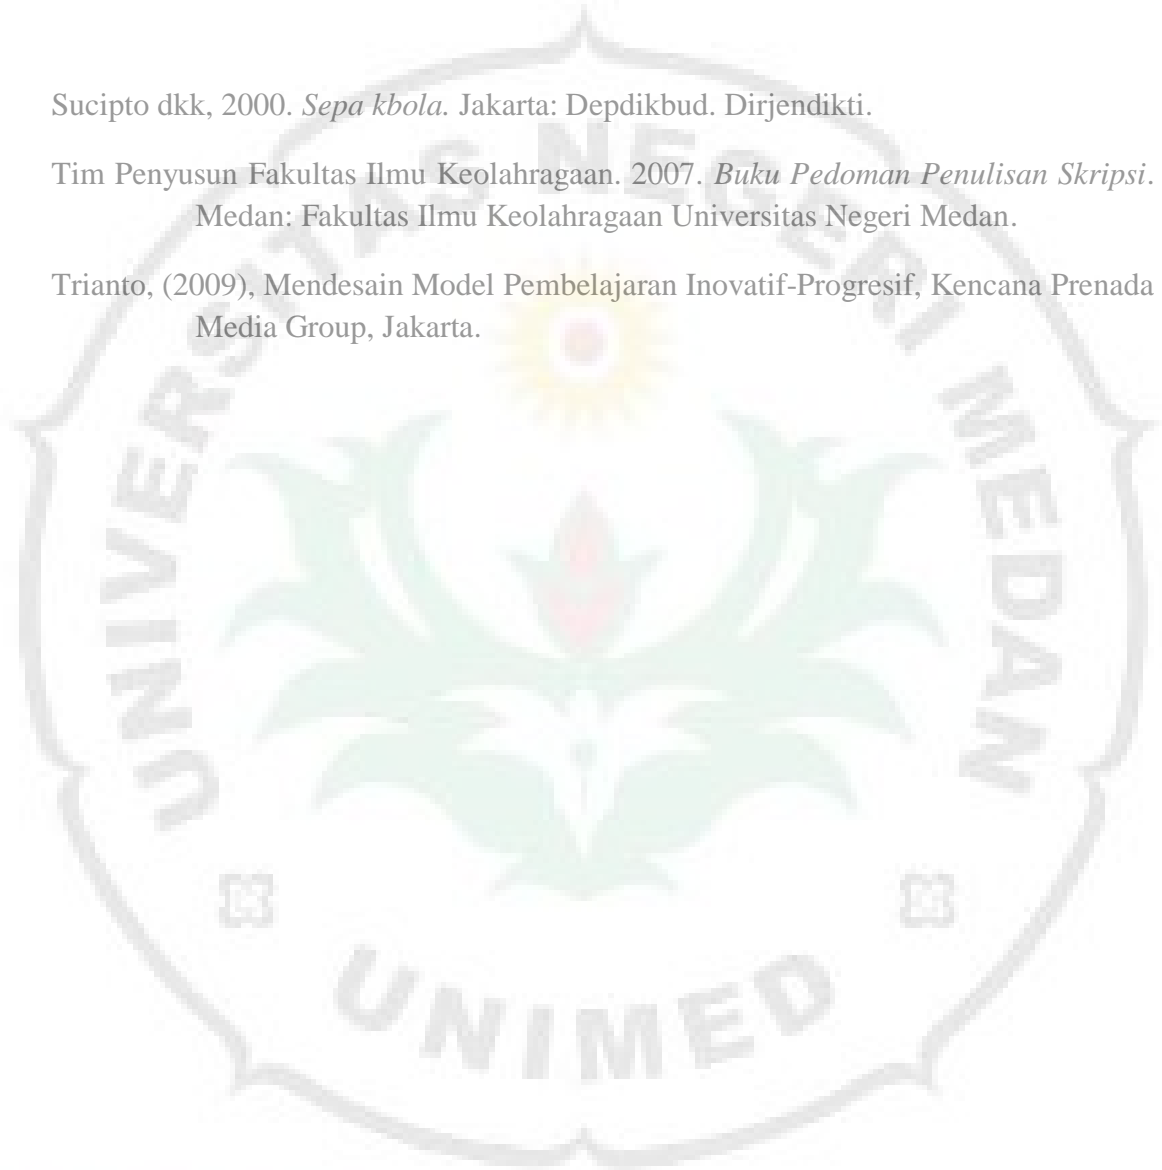 Sucipto dkk, 2000. Sepa kbola. Jakarta: Depdikbud. Dirjendikti.
Tim Penyusun Fakultas Ilmu Keolahragaan. 2007. Buku Pedoman Penulisan Skripsi.
Medan: Fakultas Ilmu Keolahragaan Universitas Negeri Medan.
Trianto, (2009), Mendesain Model Pembelajaran Inovatif-Progresif, Kencana Prenada
Media Group, Jakarta.
UNIVERSITAS NEGERI MEDAN
UNIMED